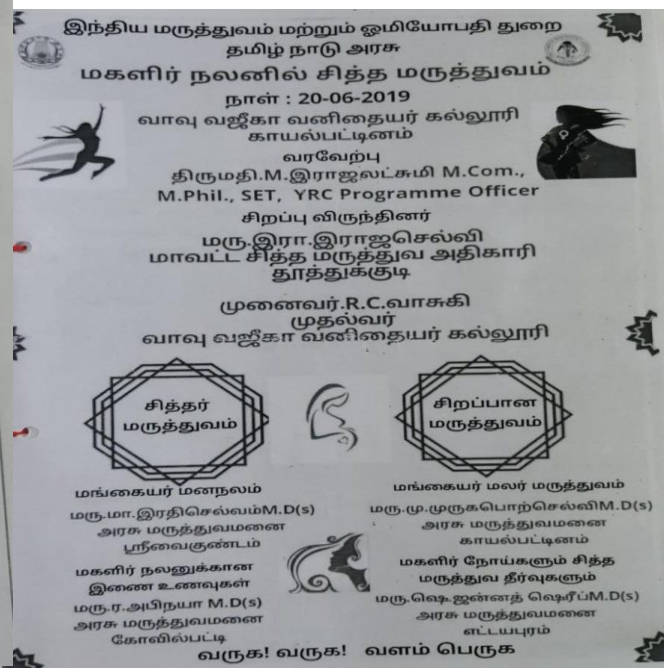 இந்திய மருத்துவம் மற்றும் ஓமியோபதி துறை
தமிழ் நாடு அரசு
மகளிர் நலனில் சித்த மருத்துவம்
நாள் : 20-06-2019
வாவு வஜீகா வனிதையர் கல்லூரி
காயல்பட்டினம்
வரவேற்பு
திருமதி.M.இராஜலட்சுமி M.Com.,
M.Phil., SET, YRC Programme Officer
சிறப்பு விருந்தினர்
மரு.இரா.இராஜசெல்வி
மாவட்ட சித்த மருத்துவ அதிகாரி
தூத்துக்குடி
முனைவர்.R.C.வாசுகி
முதல்வர்
வாவு வஜீகா வனிதையர் கல்லூரி
சித்தர்
மருத்துவம்
மங்கையர் மனநலம்
மரு.மா.இரதிசெல்வம்M.D(s)
அரசு மருத்துவமனை
ஸ்ரீவைகுண்டம்
மகளிர் நலனுக்கான
இணை உணவுகள்
மரு.ர.அபிநயா M.D(s)
அரசு மருத்துவமனை
கோவில்பட்டி
சிறப்பான
மருத்துவம்
மங்கையர் மலர் மருத்துவம்
மரு.மு.முருகபொற்செல்விM.D(s)
அரசு மருத்துவமனை
காயல்பட்டினம்
மகளிர் நோய்களும் சித்த
மருத்துவ தீர்வுகளும்
மரு.ஷெ.ஜன்னத் ஷெரீப்M.D(s)
அரசு மருத்துவமனை
எட்டயபுரம்
வருக! வருக! வளம் பெருக